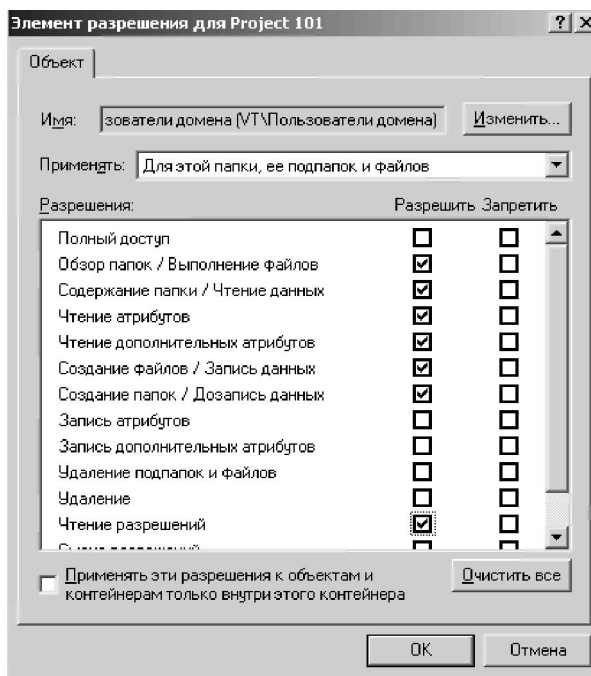 Элемент разрешения для Project 101
Объект
Имя: зователи домена (VT\Пользователи домена) Изменить...
Применять: Для этой папки, ее подпапок и файлов
Разрешения: Разрешить Запретить
Полный доступ
Обзор папок / Выполнение файлов
Содержание папки / Чтение данных
Чтение атрибутов
Чтение дополнительных атрибутов
Создание файлов / Запись данных
Создание папок / Дозапись данных
Запись атрибутов
Запись дополнительных атрибутов
Удаление подпапок и файлов
Удаление
Чтение разрешений
Применять эти разрешения к объектам и
контейнерам только внутри этого контейнера
Очистить все
OK Отмена